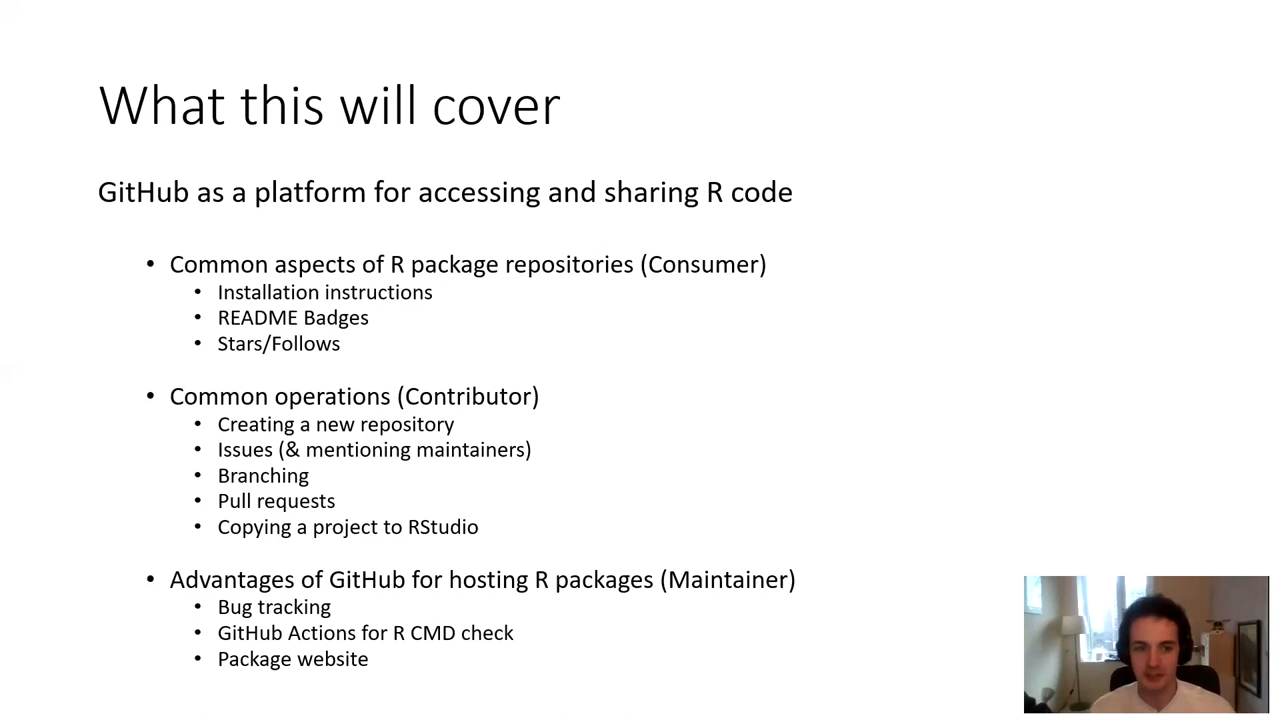 What this will cover
GitHub as a platform for accessing and sharing R code
• Common aspects of R package repositories (Consumer)
• Installation instructions
• README Badges
• Stars/Follows
• Common operations (Contributor)
• Creating a new repository
• Issues (& mentioning maintainers)
• Branching
• Pull requests
• Copying a project to RStudio
• Advantages of GitHub for hosting R packages (Maintainer)
• Bug tracking
• GitHub Actions for R CMD check
• Package website